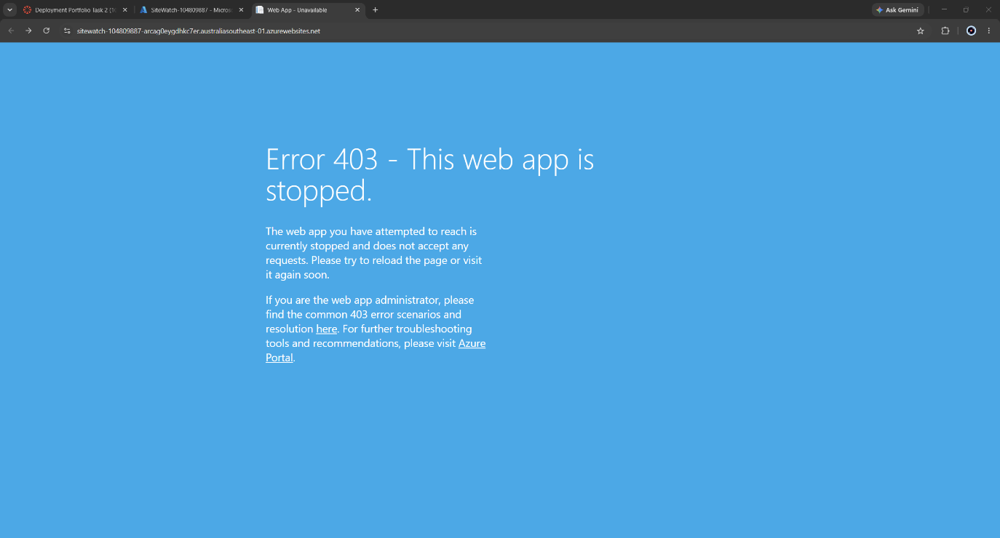 Deployment Portfolio Task 2 (10
SiteWatch-104809887 - Microso
Web App - Unavailable
Ask Gemini
sitewatch-104809887-arcag0eygdhkc7er.australiasoutheast-01.azurewebsites.net
Error 403 - This web app is
stopped.
The web app you have attempted to reach is
currently stopped and does not accept any
requests. Please try to reload the page or visit
it again soon.
If you are the web app administrator, please
find the common 403 error scenarios and
resolution here. For further troubleshooting
tools and recommendations, please visit Azure
Portal.